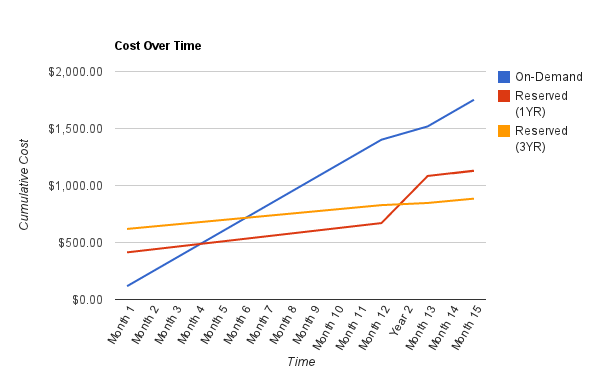 Cost Over Time
$2,000.00
$1,500.00
$1,000.00
$500.00
$0.00
Cumulative Cost
Month 1
Month 2
Month 3
Month 4
Month 5
Month 6
Month 7
Month 8
Month 9
Month 10
Month 11
Month 12
Year 2
Month 13
Month 14
Month 15
Time
On-Demand
Reserved
(1YR)
Reserved
(3YR)